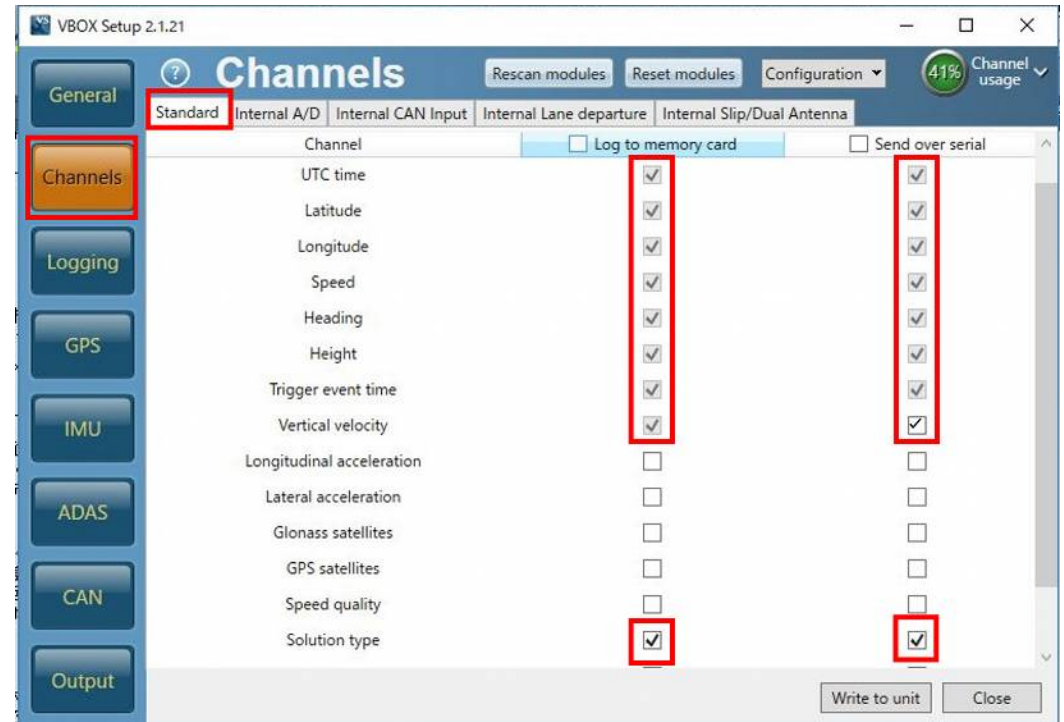 VBOX Setup 2.1.21
General
Channels
Logging
GPS
IMU
ADAS
CAN
Output
? Channels Rescan modules Reset modules Configuration 41% Channel usage
Standard Internal A/D Internal CAN Input Internal Lane departure Internal Slip/Dual Antenna
Channel Log to memory card Send over serial
UTC time
Latitude
Longitude
Speed
Heading
Height
Trigger event time
Vertical velocity
Longitudinal acceleration
Lateral acceleration
Glonass satellites
GPS satellites
Speed quality
Solution type
Write to unit Close